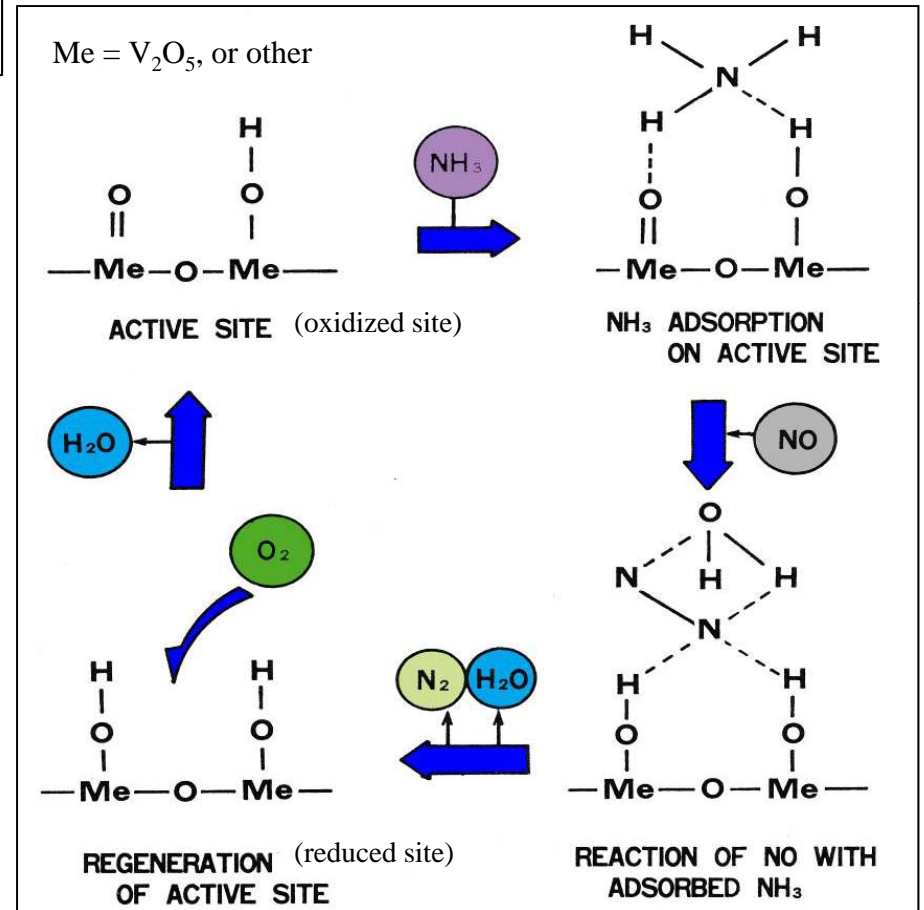 Me = V₂O₅, or other
H
O
O
—Me—O—Me—
ACTIVE SITE (oxidized site)
NH₃
H H
N
H H
O O
—Me—O—Me—
NH₃ ADSORPTION
ON ACTIVE SITE
NO
O
N H H
N
H H
O O
—Me—O—Me—
REACTION OF NO WITH
ADSORBED NH₃
N₂ H₂O
O₂
H H
O O
—Me—O—Me—
REGENERATION (reduced site)
OF ACTIVE SITE
H₂O